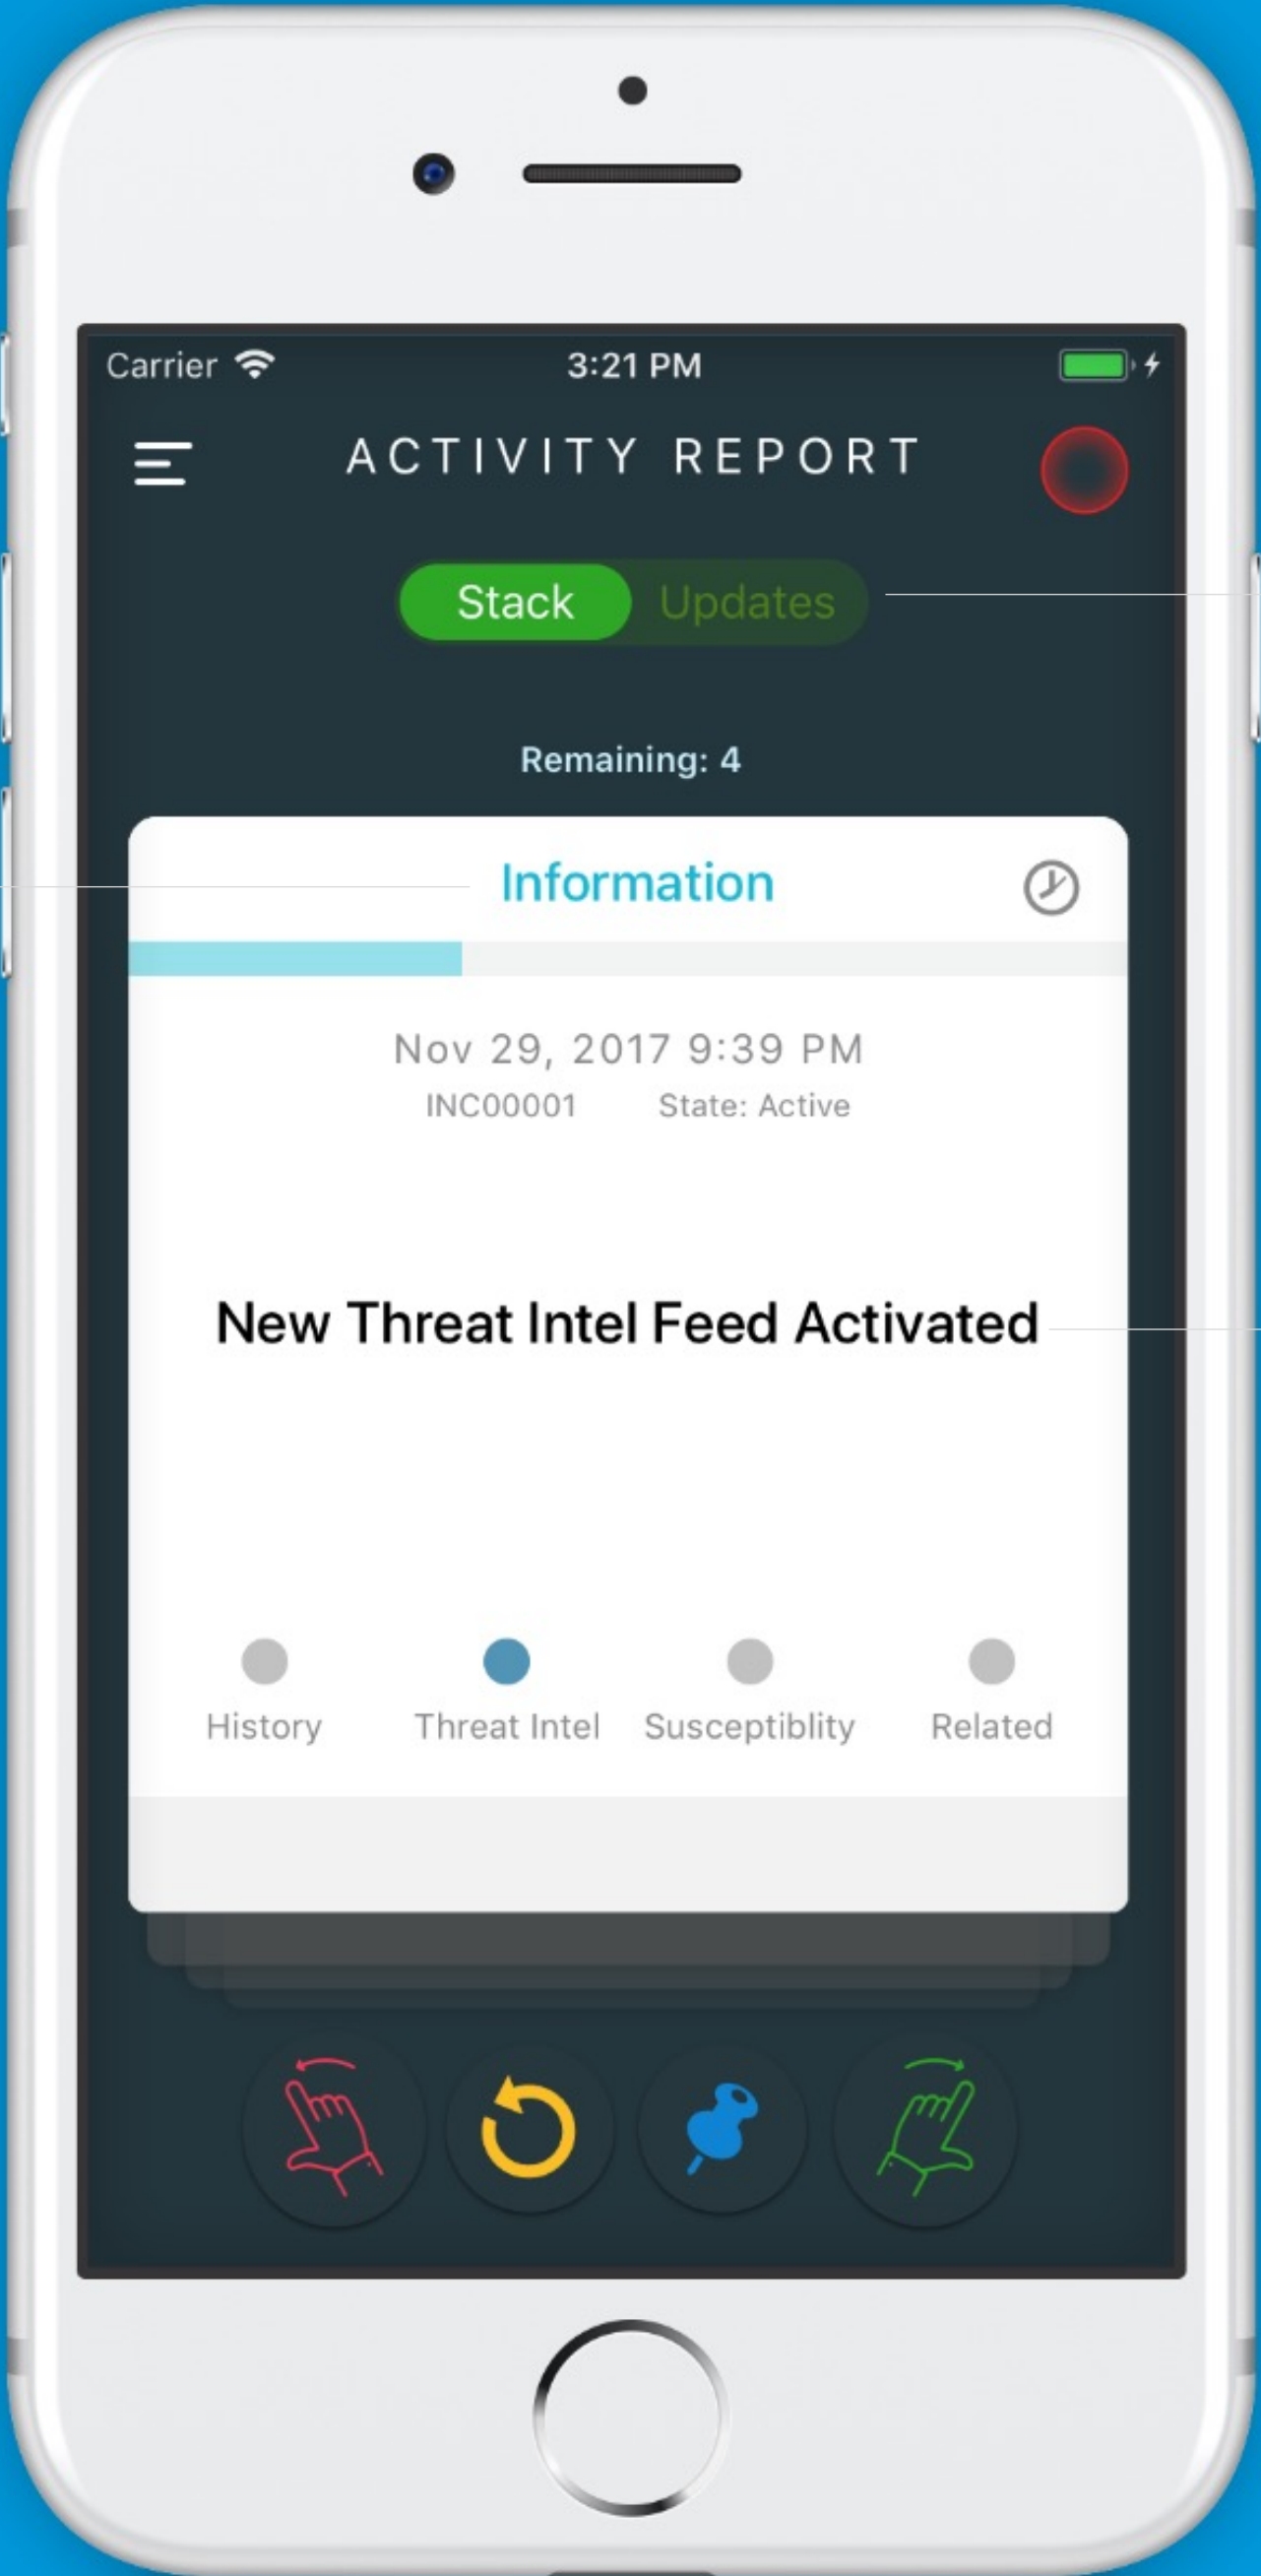 Carrier 3:21 PM
ACTIVITY REPORT
Stack Updates
Remaining: 4
Information
Nov 29, 2017 9:39 PM
INC00001 State: Active
New Threat Intel Feed Activated
History Threat Intel Susceptiblity Related